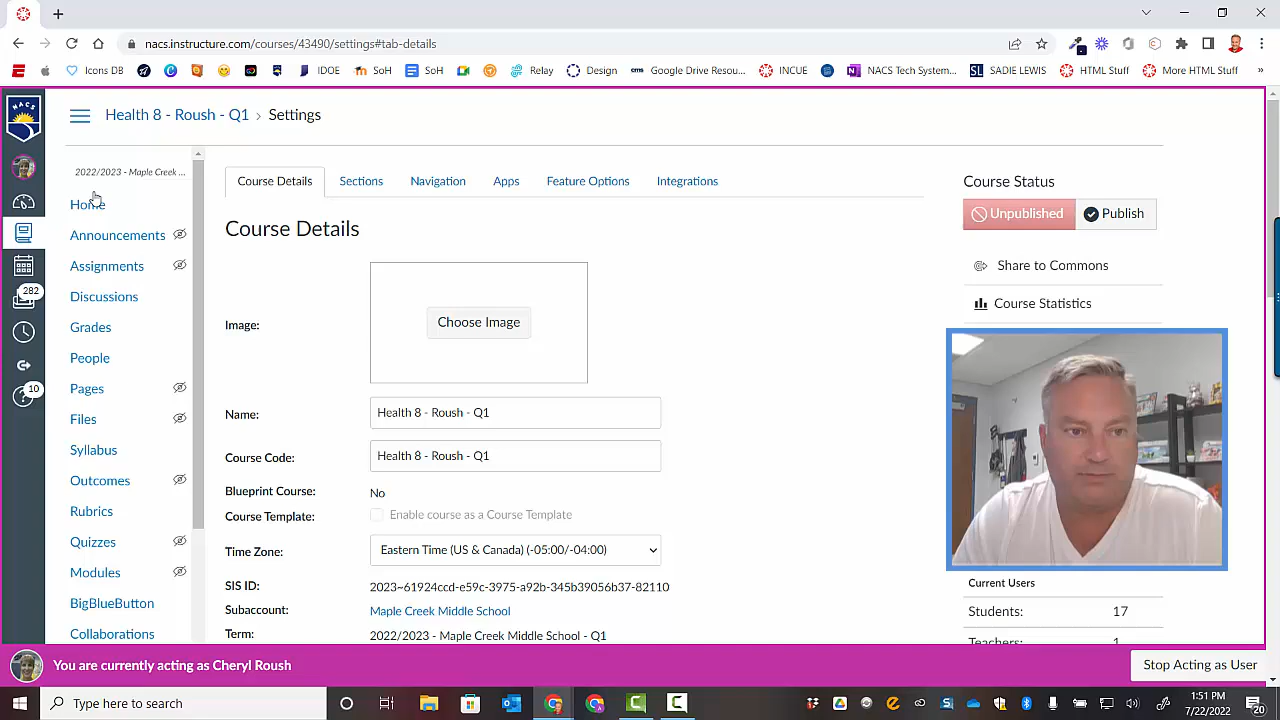 nacs.instructure.com/courses/43490/settings#tab-details
Icons DB
IDOE
SoH
SoH
Relay
Design
cms
Google Drive Resou...
INCUE
NACS Tech System...
SL
SADIE LEWIS
HTML Stuff
More HTML Stuff
NACS
Health 8 - Roush - Q1 › Settings
2022/2023 - Maple Creek ...
Home
Announcements
Assignments
Discussions
Grades
People
Pages
Files
Syllabus
Outcomes
Rubrics
Quizzes
Modules
BigBlueButton
Collaborations
282
10
Course Details
Sections
Navigation
Apps
Feature Options
Integrations
Course Details
Image:
Choose Image
Name:
Health 8 - Roush - Q1
Course Code:
Health 8 - Roush - Q1
Blueprint Course:
No
Course Template:
Enable course as a Course Template
Time Zone:
Eastern Time (US & Canada) (-05:00/-04:00)
SIS ID:
2023~61924ccd-e59c-3975-a92b-345b39056b37-82110
Subaccount:
Maple Creek Middle School
Term:
2022/2023 - Maple Creek Middle School - Q1
Course Status
Unpublished
Publish
Share to Commons
Course Statistics
Current Users
Students:
17
Teachers:
1
You are currently acting as Cheryl Roush
Stop Acting as User
Type here to search
1:51 PM
7/22/2022
20